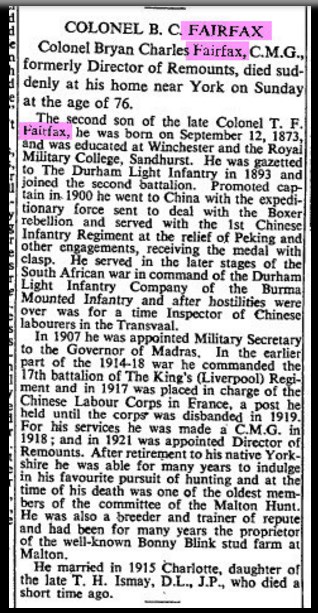 COLONEL B. C. FAIRFAX
Colonel Bryan Charles Fairfax, C.M.G.,
formerly Director of Remounts, died sud-
denly at his home near York on Sunday
at the age of 76.
The second son of the late Colonel T. F.
Fairfax, he was born on September 12, 1873,
and was educated at Winchester and the Royal
Military College, Sandhurst. He was gazetted
to The Durham Light Infantry in 1893 and
joined the second battalion. Promoted cap-
tain in 1900 he went to China with the expedi-
tionary force sent to deal with the Boxer
rebellion and served with the 1st Chinese
Infantry Regiment at the relief of Peking and
other engagements, receiving the medal with
clasp. He served in the later stages of the
South African war in command of the Durham
Light Infantry Company of the Burma
Mounted Infantry and after hostilities were
over was for a time Inspector of Chinese
labourers in the Transvaal.
In 1907 he was appointed Military Secretary
to the Governor of Madras. In the earlier
part of the 1914-18 war he commanded the
17th battalion of The King's (Liverpool) Regi-
ment and in 1917 was placed in charge of the
Chinese Labour Corps in France, a post he
held until the corps was disbanded in 1919.
For his services he was made a C.M.G. in
1918; and in 1921 was appointed Director of
Remounts. After retirement to his native York-
shire he was able for many years to indulge
in his favourite pursuit of hunting and at the
time of his death was one of the oldest mem-
bers of the committee of the Malton Hunt.
He was also a breeder and trainer of repute
and had been for many years the proprietor
of the well-known Bonny Blink stud farm at
Malton.
He married in 1915 Charlotte, daughter of
the late T. H. Ismay, D.L., J.P., who died a
short time ago.